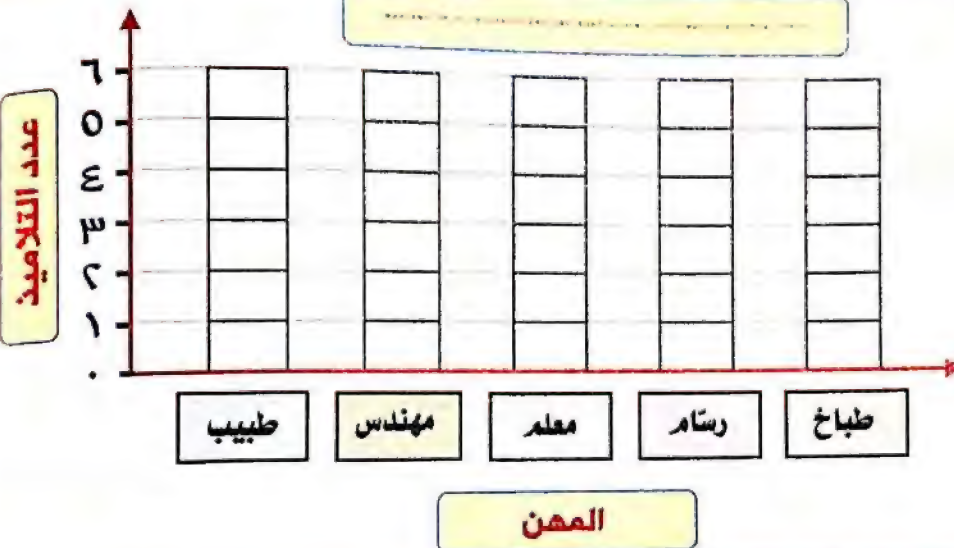 ٦
٥
٤
٣
٢
١
٠
عدد التلاميذ
طبيب
مهندس
معلم
رسّام
طباخ
المهن